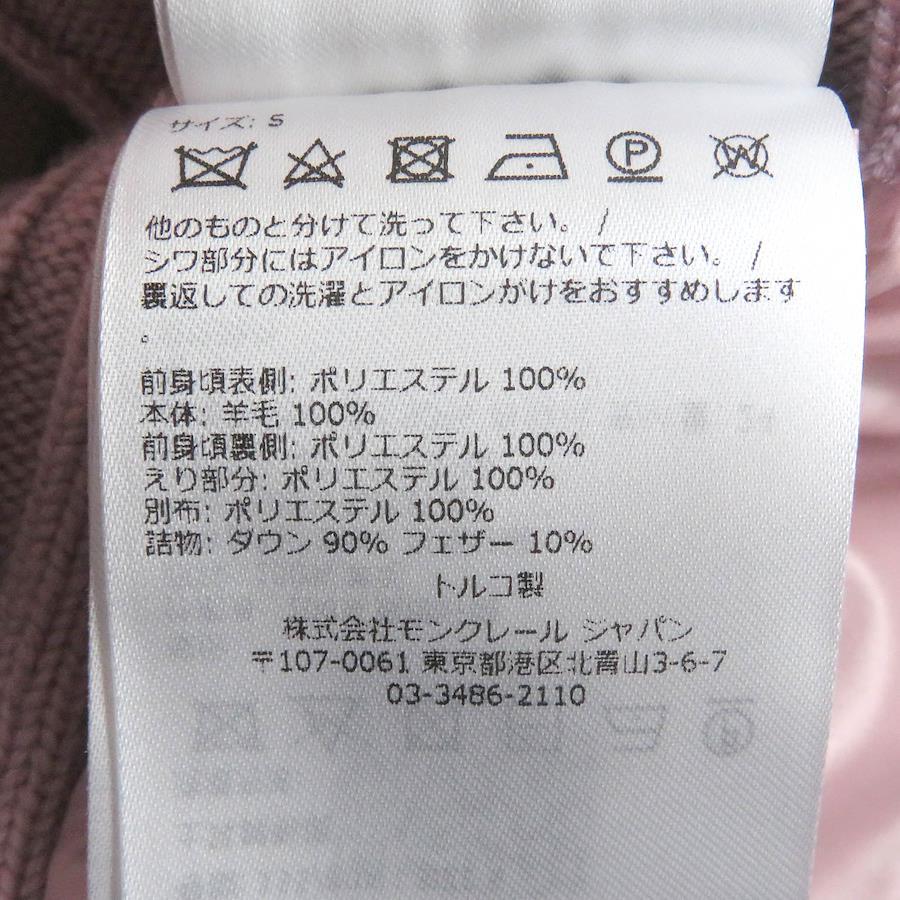 サイズ: S
他のものと分けて洗って下さい。 /
シワ部分にはアイロンをかけないで下さい。 /
裏返しての洗濯とアイロンがけをおすすめします
。
前身頃表側: ポリエステル 100%
本体: 羊毛 100%
前身頃裏側: ポリエステル 100%
えり部分: ポリエステル 100%
別布: ポリエステル 100%
詰物: ダウン 90% フェザー 10%
トルコ製
株式会社モンクレール ジャパン
〒107-0061 東京都港区北青山3-6-7
03-3486-2110